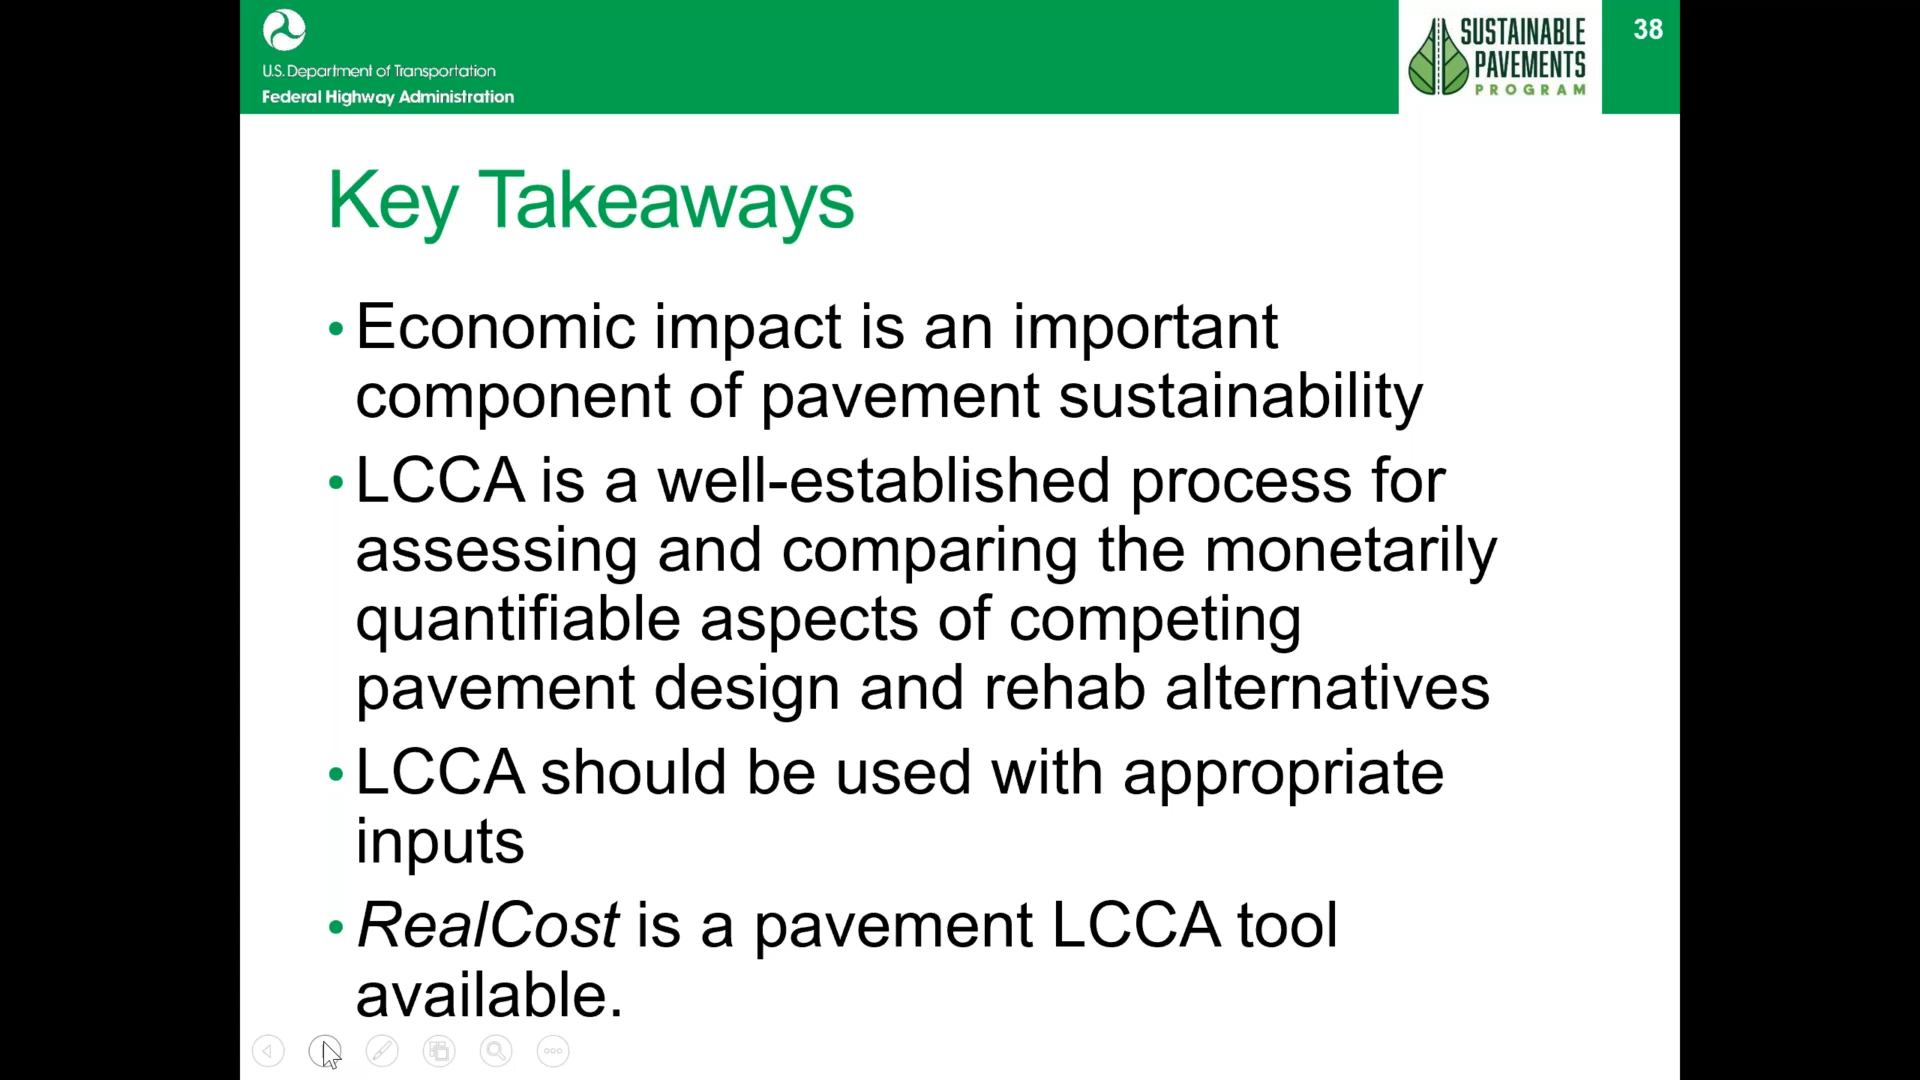 U.S. Department of Transportation
Federal Highway Administration
SUSTAINABLE
PAVEMENTS
PROGRAM
38
Key Takeaways
• Economic impact is an important
component of pavement sustainability
• LCCA is a well-established process for
assessing and comparing the monetarily
quantifiable aspects of competing
pavement design and rehab alternatives
• LCCA should be used with appropriate
inputs
• RealCost is a pavement LCCA tool
available.